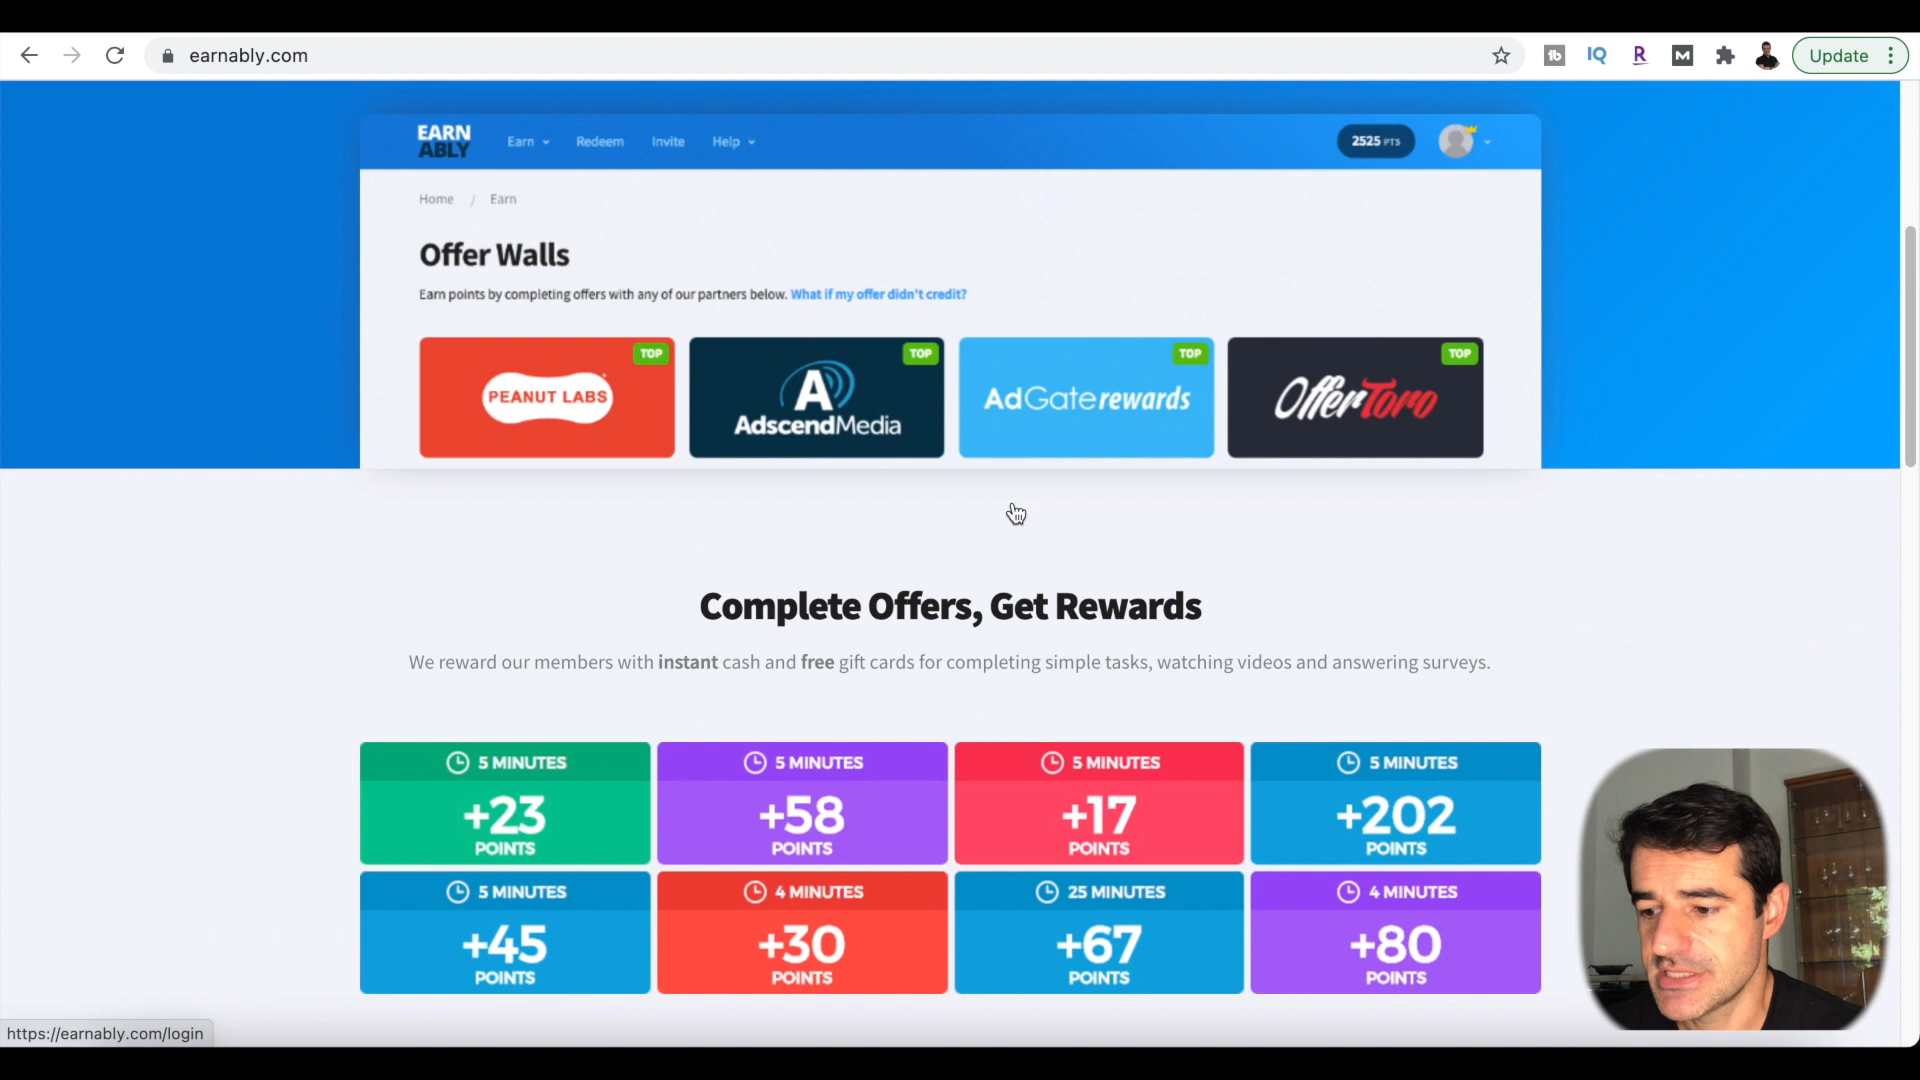 earnably.com
Update
EARN
ABLY
Earn
Redeem
Invite
Help
2525 PTS
Home / Earn
Offer Walls
Earn points by completing offers with any of our partners below. What if my offer didn't credit?
TOP
PEANUT LABS
TOP
A
AdscendMedia
TOP
AdGate rewards
TOP
OfferToro
Complete Offers, Get Rewards
We reward our members with instant cash and free gift cards for completing simple tasks, watching videos and answering surveys.
5 MINUTES
+23
POINTS
5 MINUTES
+58
POINTS
5 MINUTES
+17
POINTS
5 MINUTES
+202
POINTS
5 MINUTES
+45
POINTS
4 MINUTES
+30
POINTS
25 MINUTES
+67
POINTS
4 MINUTES
+80
POINTS
https://earnably.com/login